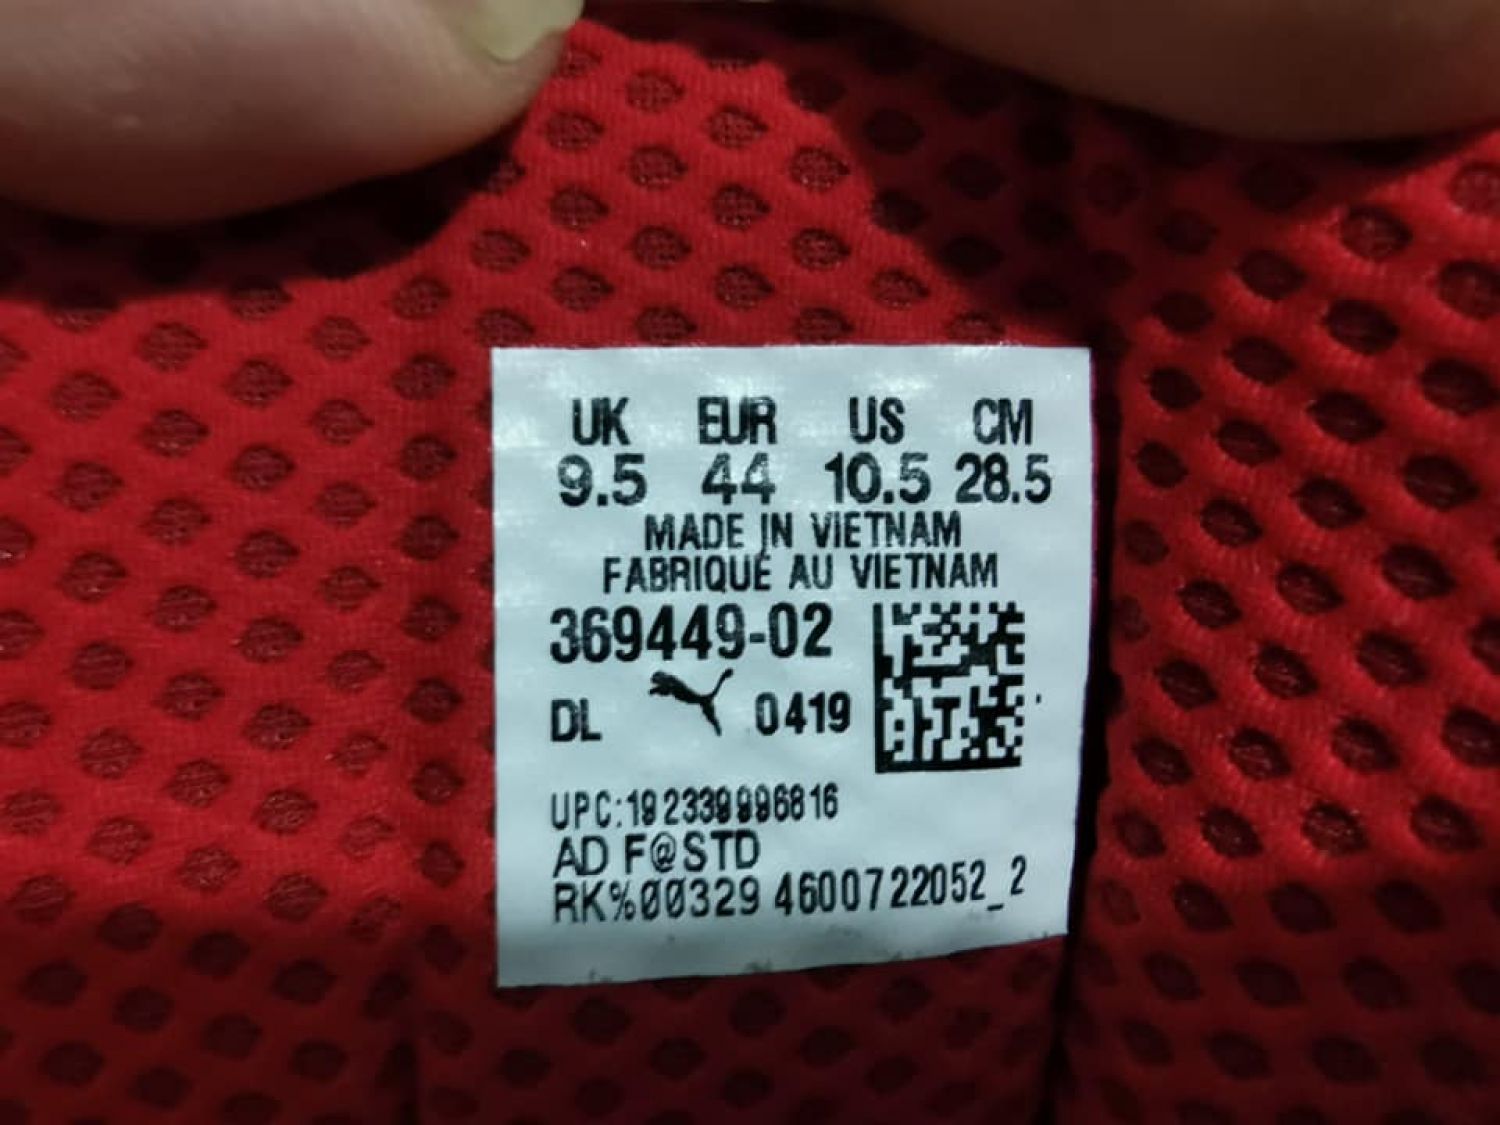 UK EUR US CM
9.5 44 10.5 28.5
MADE IN VIETNAM
FABRIQUÉ AU VIETNAM
369449-02
DL 0419
UPC:192339996816
AD F@STD
RK%00329 4600722052_2